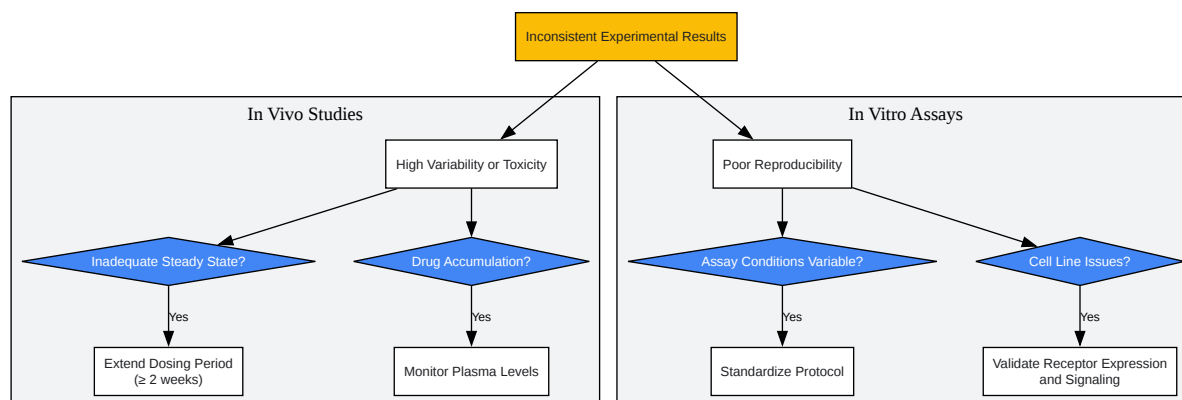 Inconsistent Experimental Results
In Vivo Studies
In Vitro Assays
High Variability or Toxicity
Poor Reproducibility
Inadequate Steady State?
Drug Accumulation?
Assay Conditions Variable?
Cell Line Issues?
Yes
Yes
Yes
Yes
Extend Dosing Period
(≥ 2 weeks)
Monitor Plasma Levels
Standardize Protocol
Validate Receptor Expression
and Signaling